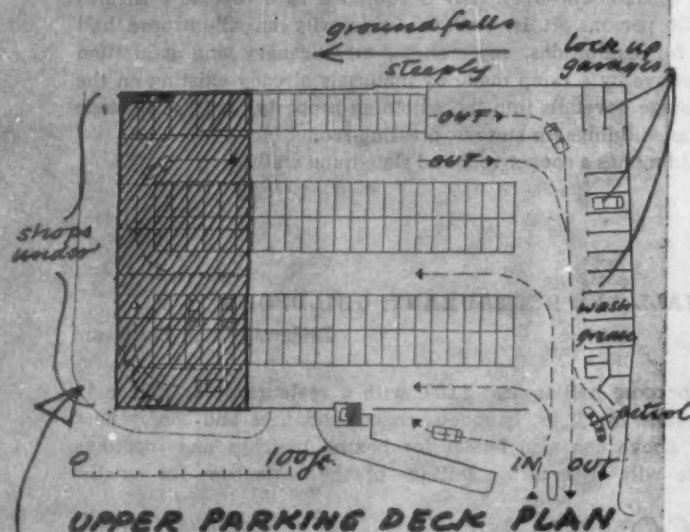 ground falls
steeply
lock up
garages
OUT
OUT
shops
under
wash
grease
petrol
0 100ft.
IN OUT
UPPER PARKING DECK PLAN